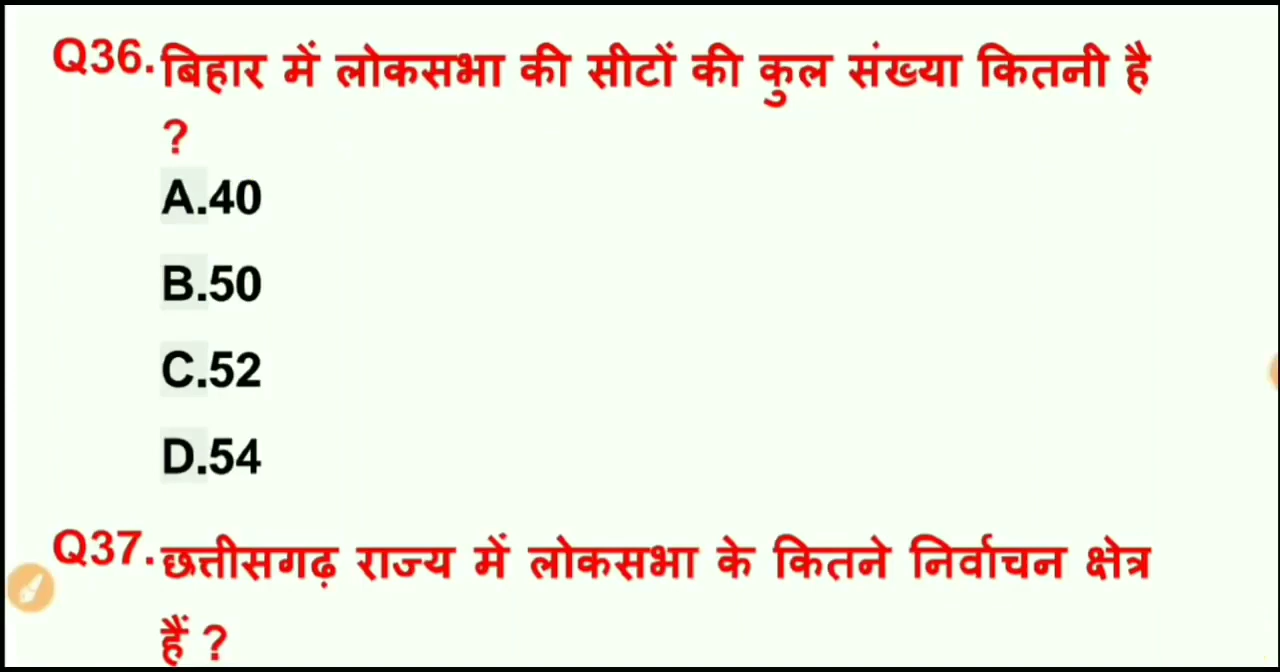 Q36. बिहार में लोकसभा की सीटों की कुल संख्या कितनी है
?
A.40
B.50
C.52
D.54
Q37. छत्तीसगढ़ राज्य में लोकसभा के कितने निर्वाचन क्षेत्र
हैं ?